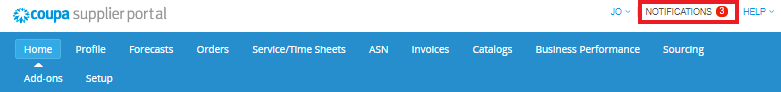 coupa supplier portal JO NOTIFICATIONS 3 HELP
Home Profile Forecasts Orders Service/Time Sheets ASN Invoices Catalogs Business Performance Sourcing
Add-ons Setup